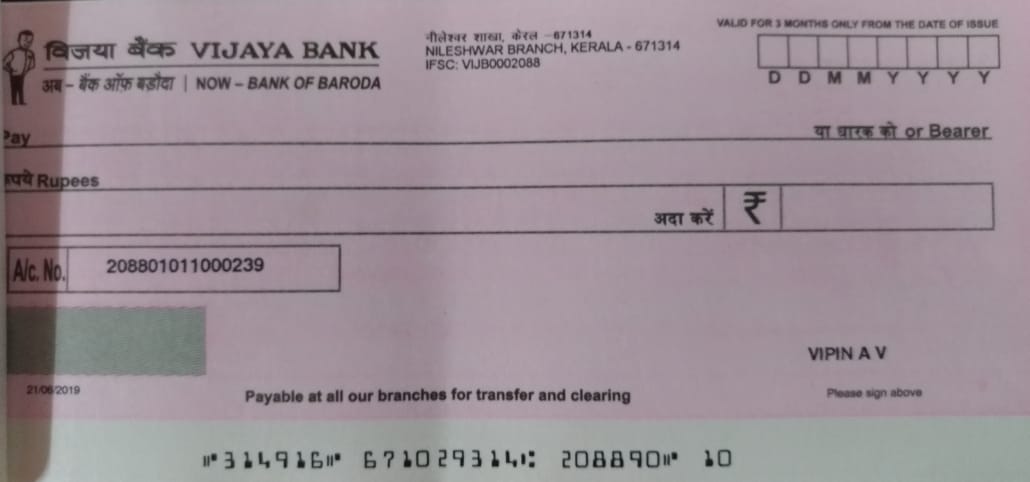 VALID FOR 3 MONTHS ONLY FROM THE DATE OF ISSUE
विजया बैंक VIJAYA BANK
अब – बैंक ऑफ़ बड़ौदा | NOW – BANK OF BARODA
नीलेश्वर शाखा, केरल –671314
NILESHWAR BRANCH, KERALA - 671314
IFSC: VIJB0002088
D D M M Y Y Y Y
Pay या धारक को or Bearer
रुपये Rupees
अदा करें ₹
A/c. No. 208801011000239
VIPIN A V
21/06/2019 Payable at all our branches for transfer and clearing Please sign above
⑈314916⑈ 671029314⑆ 208890⑈ 10